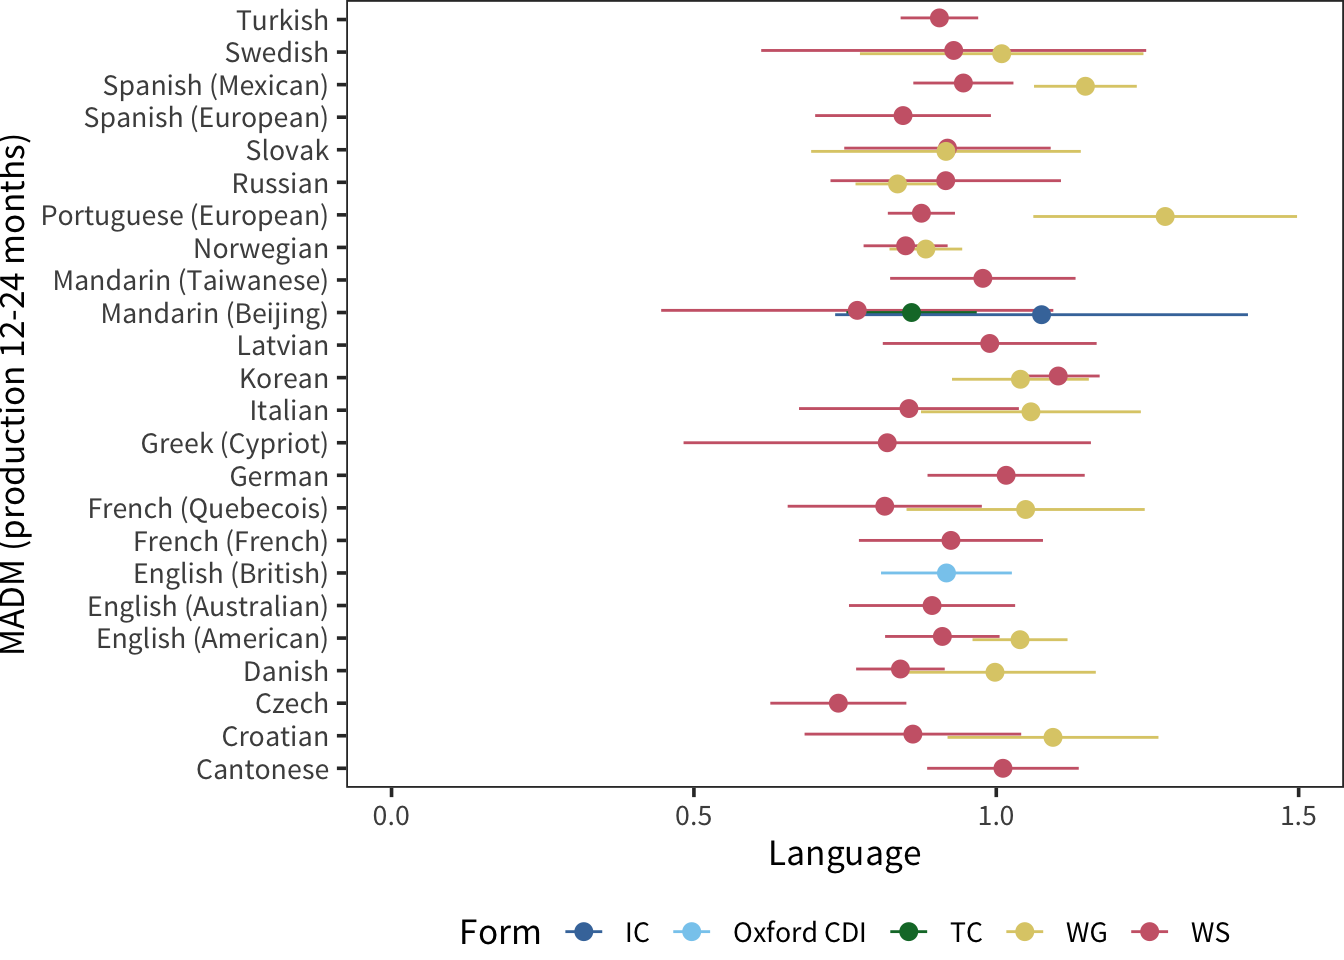 MADM (production 12-24 months)
Turkish
Swedish
Spanish (Mexican)
Spanish (European)
Slovak
Russian
Portuguese (European)
Norwegian
Mandarin (Taiwanese)
Mandarin (Beijing)
Latvian
Korean
Italian
Greek (Cypriot)
German
French (Quebecois)
French (French)
English (British)
English (Australian)
English (American)
Danish
Czech
Croatian
Cantonese
0.0 0.5 1.0 1.5
Language
Form IC Oxford CDI TC WG WS